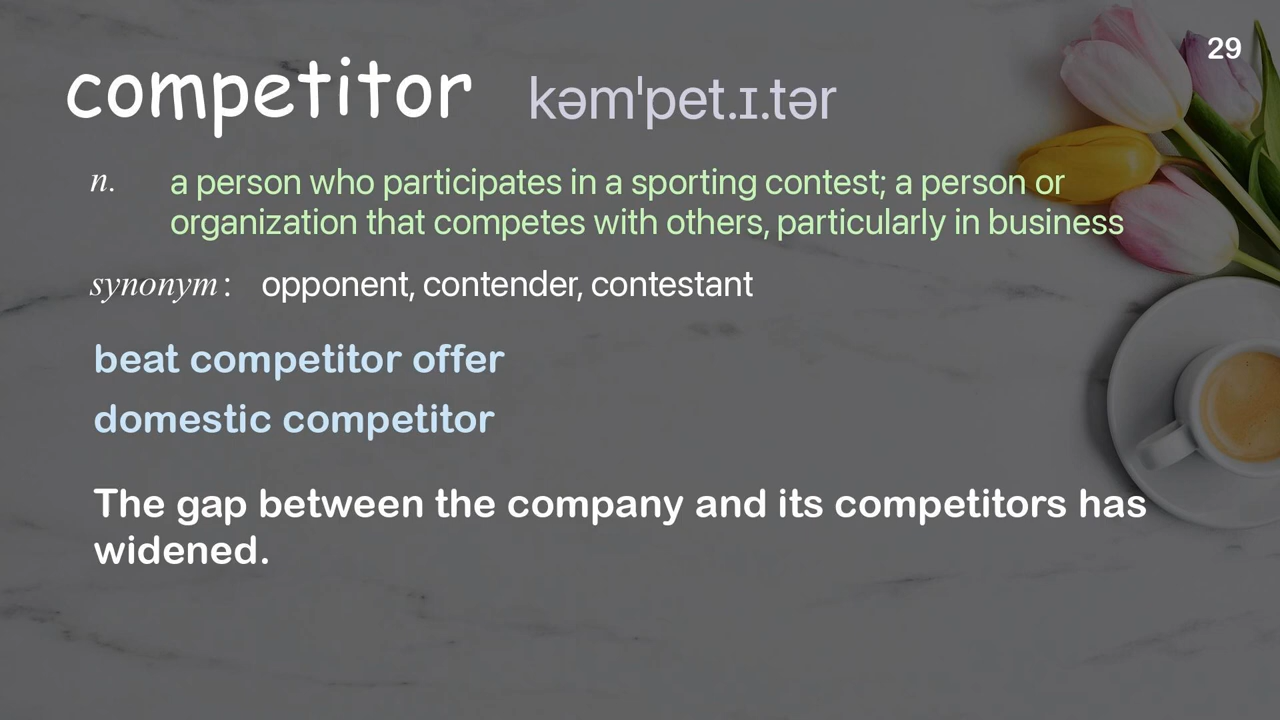 29
competitor kəmˈpet.ɪ.tər
n. a person who participates in a sporting contest; a person or
organization that competes with others, particularly in business
synonym: opponent, contender, contestant
beat competitor offer
domestic competitor
The gap between the company and its competitors has
widened.